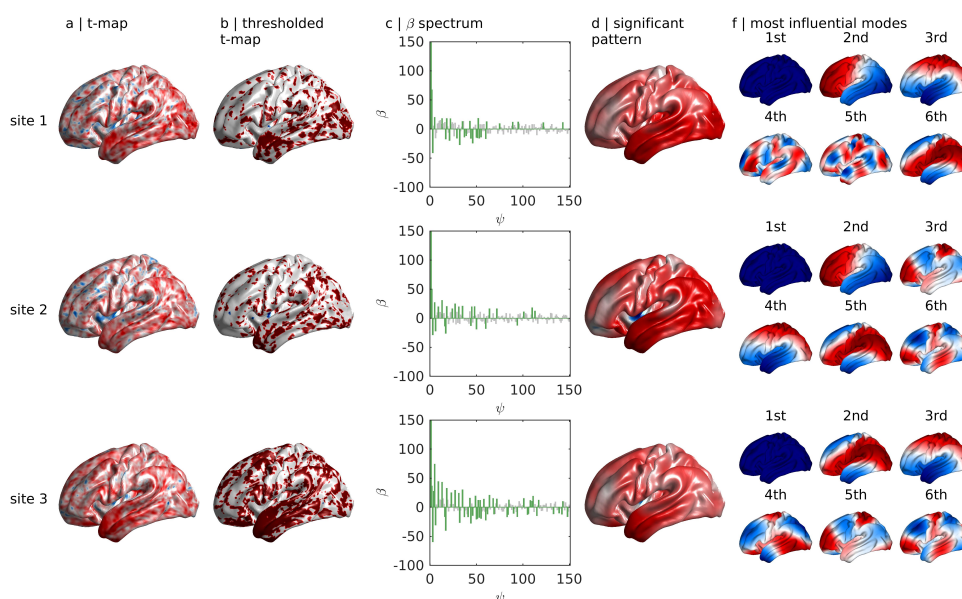 a | t-map
b | thresholded
t-map
c | β spectrum
d | significant
pattern
f | most influential modes
site 1
150
100
50
0
-50
-100
β
0 50 100 150
ψ
1st 2nd 3rd
4th 5th 6th
site 2
150
100
50
0
-50
-100
β
0 50 100 150
ψ
1st 2nd 3rd
4th 5th 6th
site 3
150
100
50
0
-50
-100
β
0 50 100 150
ψ
1st 2nd 3rd
4th 5th 6th